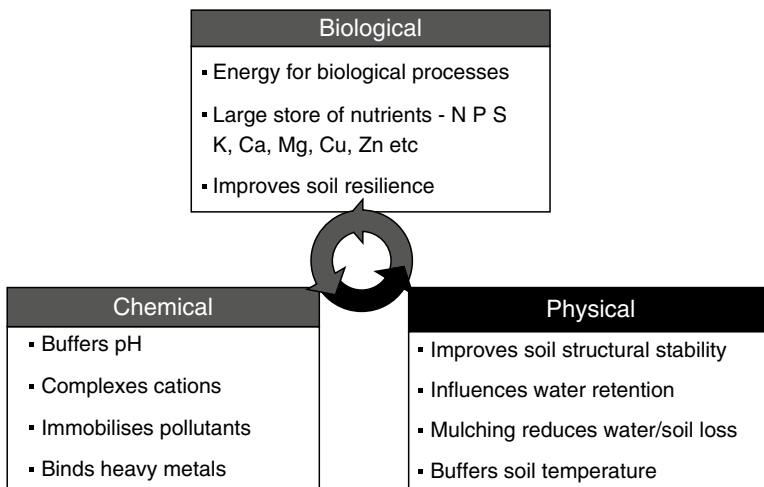 Biological
▪ Energy for biological processes
▪ Large store of nutrients - N P S
K, Ca, Mg, Cu, Zn etc
▪ Improves soil resilience
Chemical
▪ Buffers pH
▪ Complexes cations
▪ Immobilises pollutants
▪ Binds heavy metals
Physical
▪ Improves soil structural stability
▪ Influences water retention
▪ Mulching reduces water/soil loss
▪ Buffers soil temperature